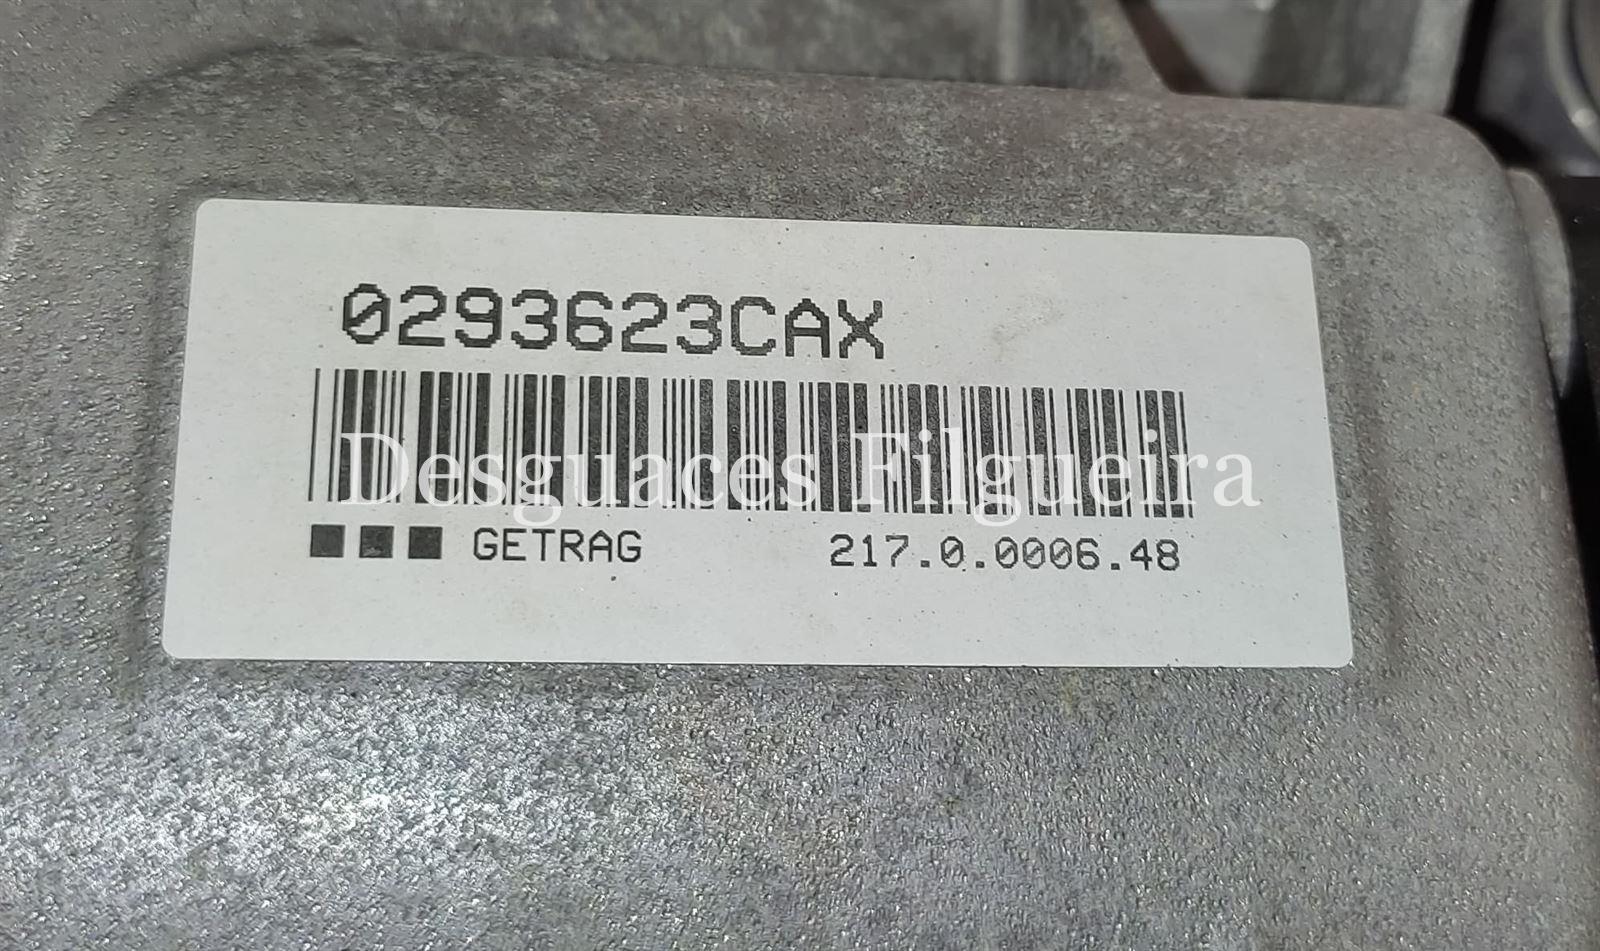 0293623CAX
Desguaces Filgueira
GETRAG 217.0.0006.48